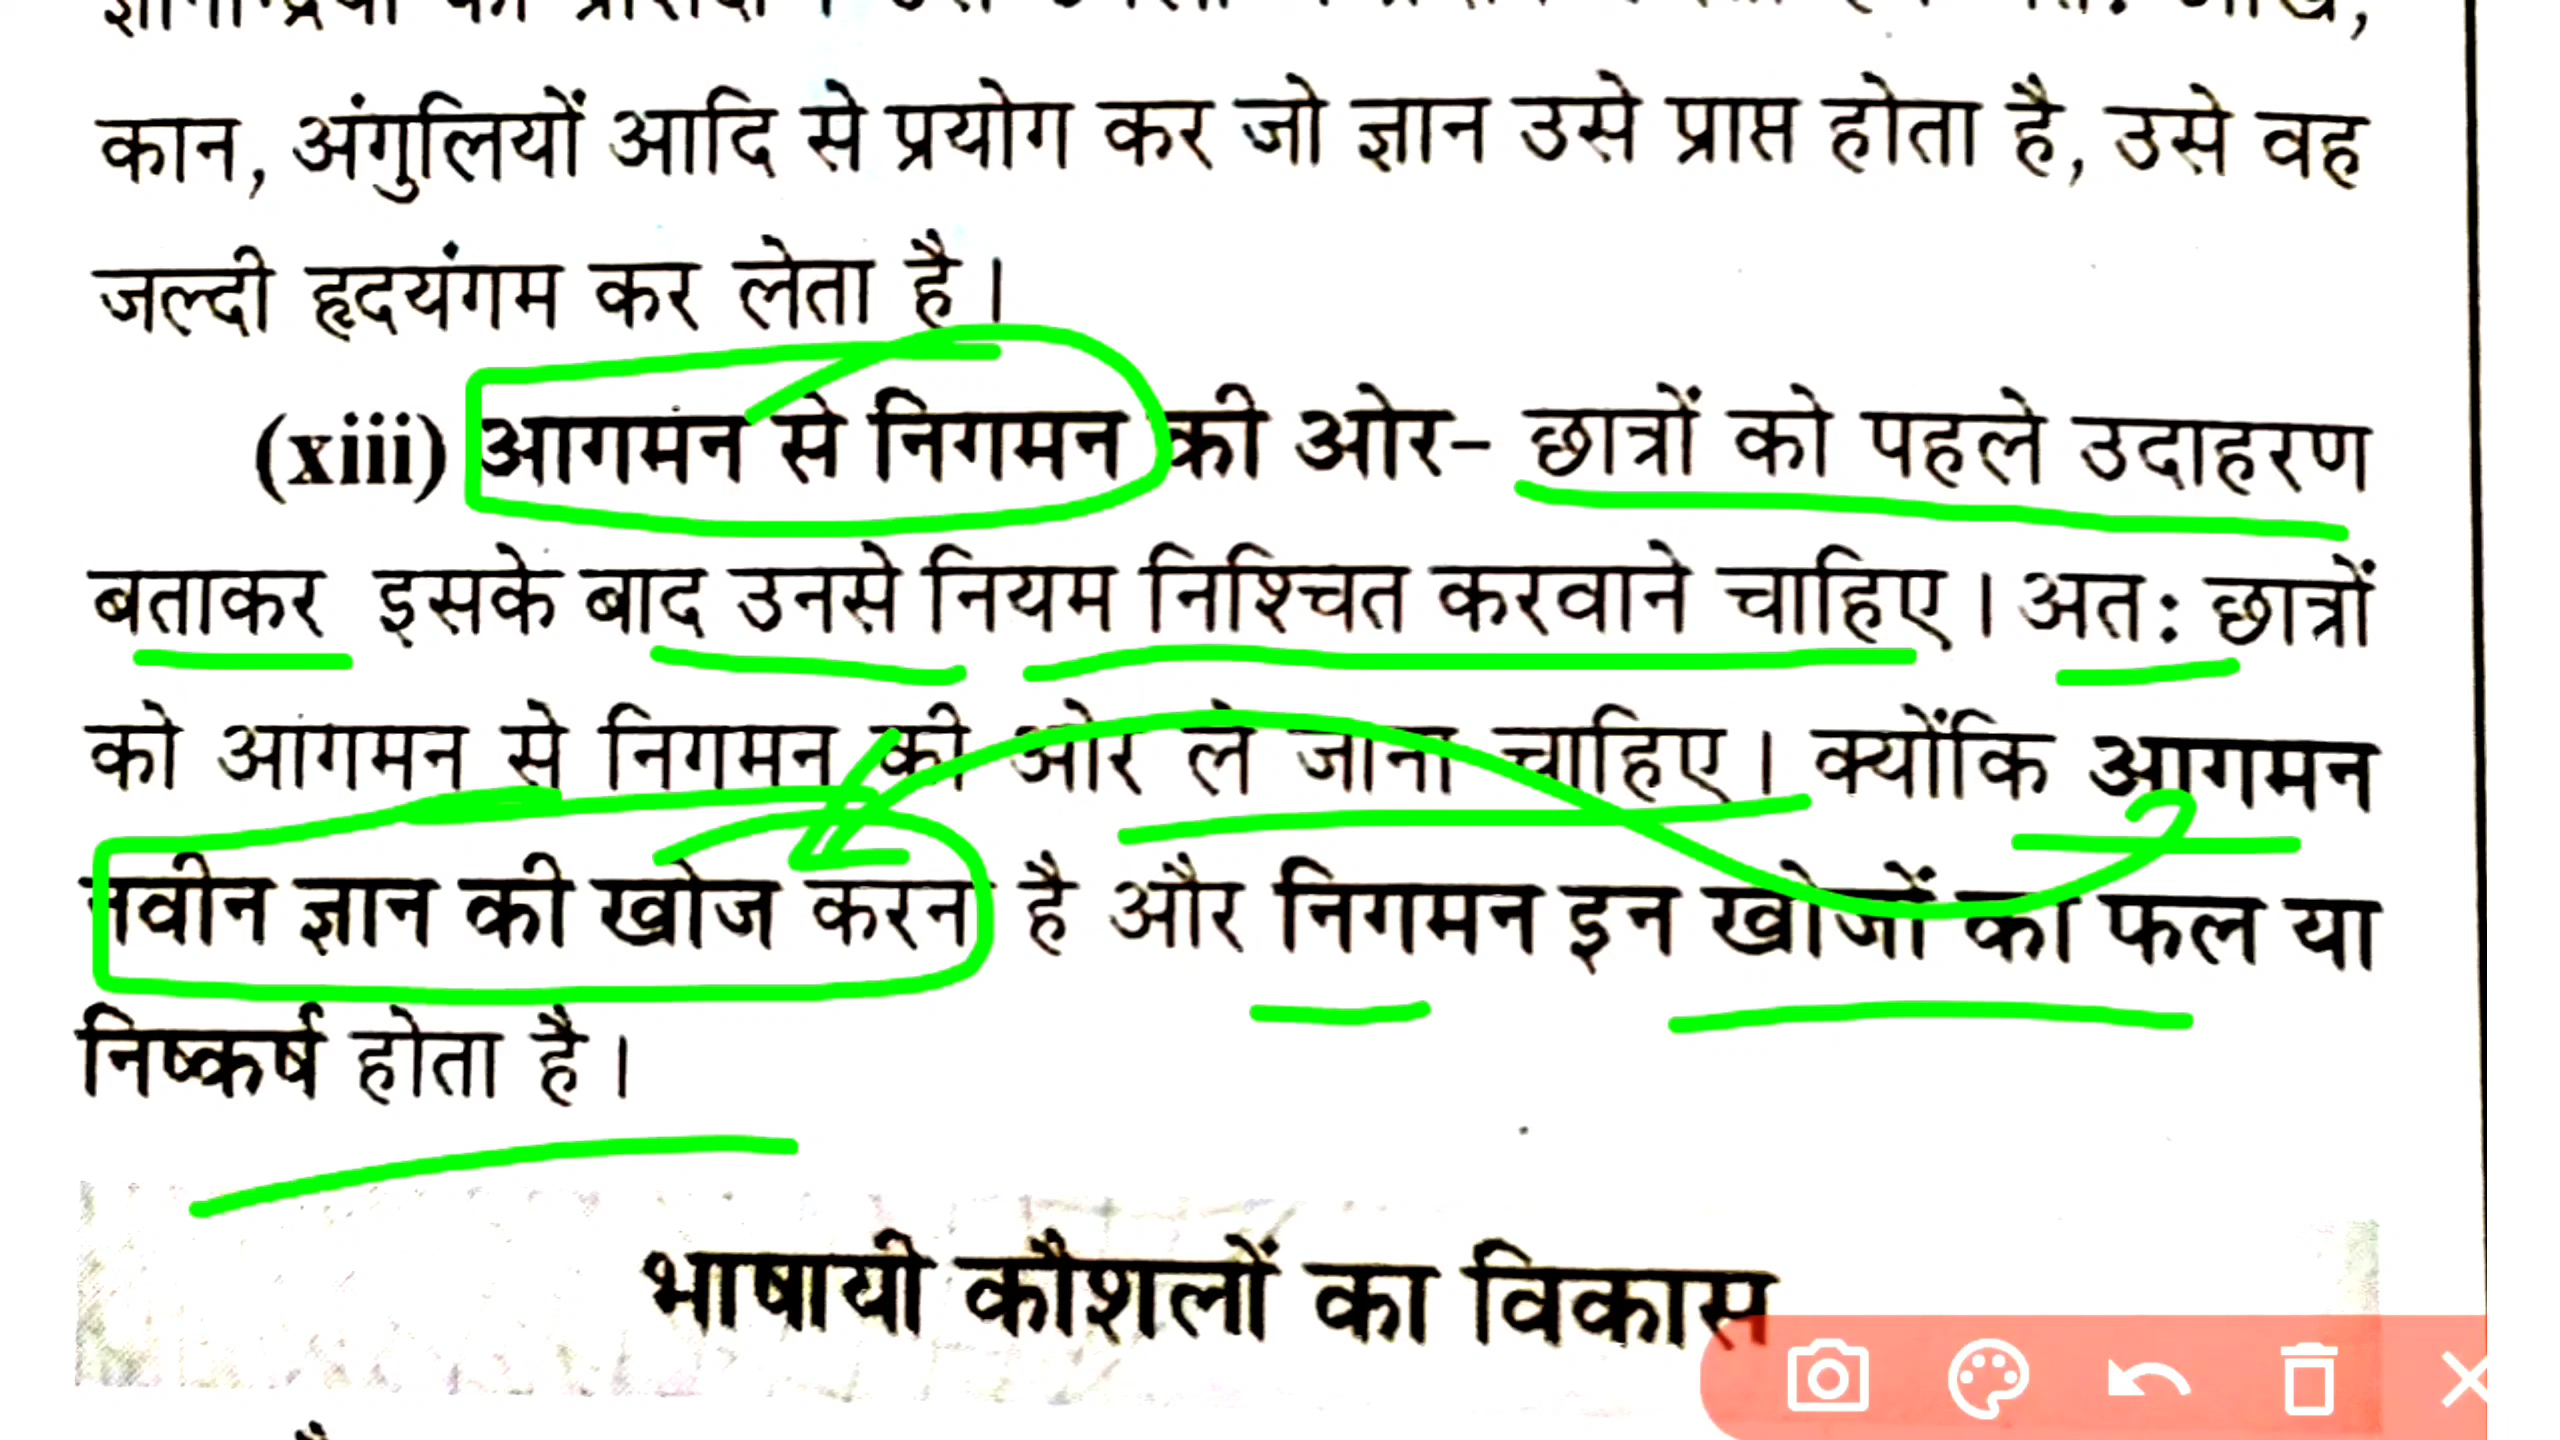 कान, अंगुलियों आदि से प्रयोग कर जो ज्ञान उसे प्राप्त होता है, उसे वह
जल्दी हृदयंगम कर लेता है।
(xiii) आगमन से निगमन की ओर- छात्रों को पहले उदाहरण
बताकर इसके बाद उनसे नियम निश्चित करवाने चाहिए। अतः छात्रों
को आगमन से निगमन की ओर ले जाना चाहिए। क्योंकि आगमन
नवीन ज्ञान की खोज करन है और निगमन इन खोजों का फल या
निष्कर्ष होता है।
भाषायी कौशलों का विकास